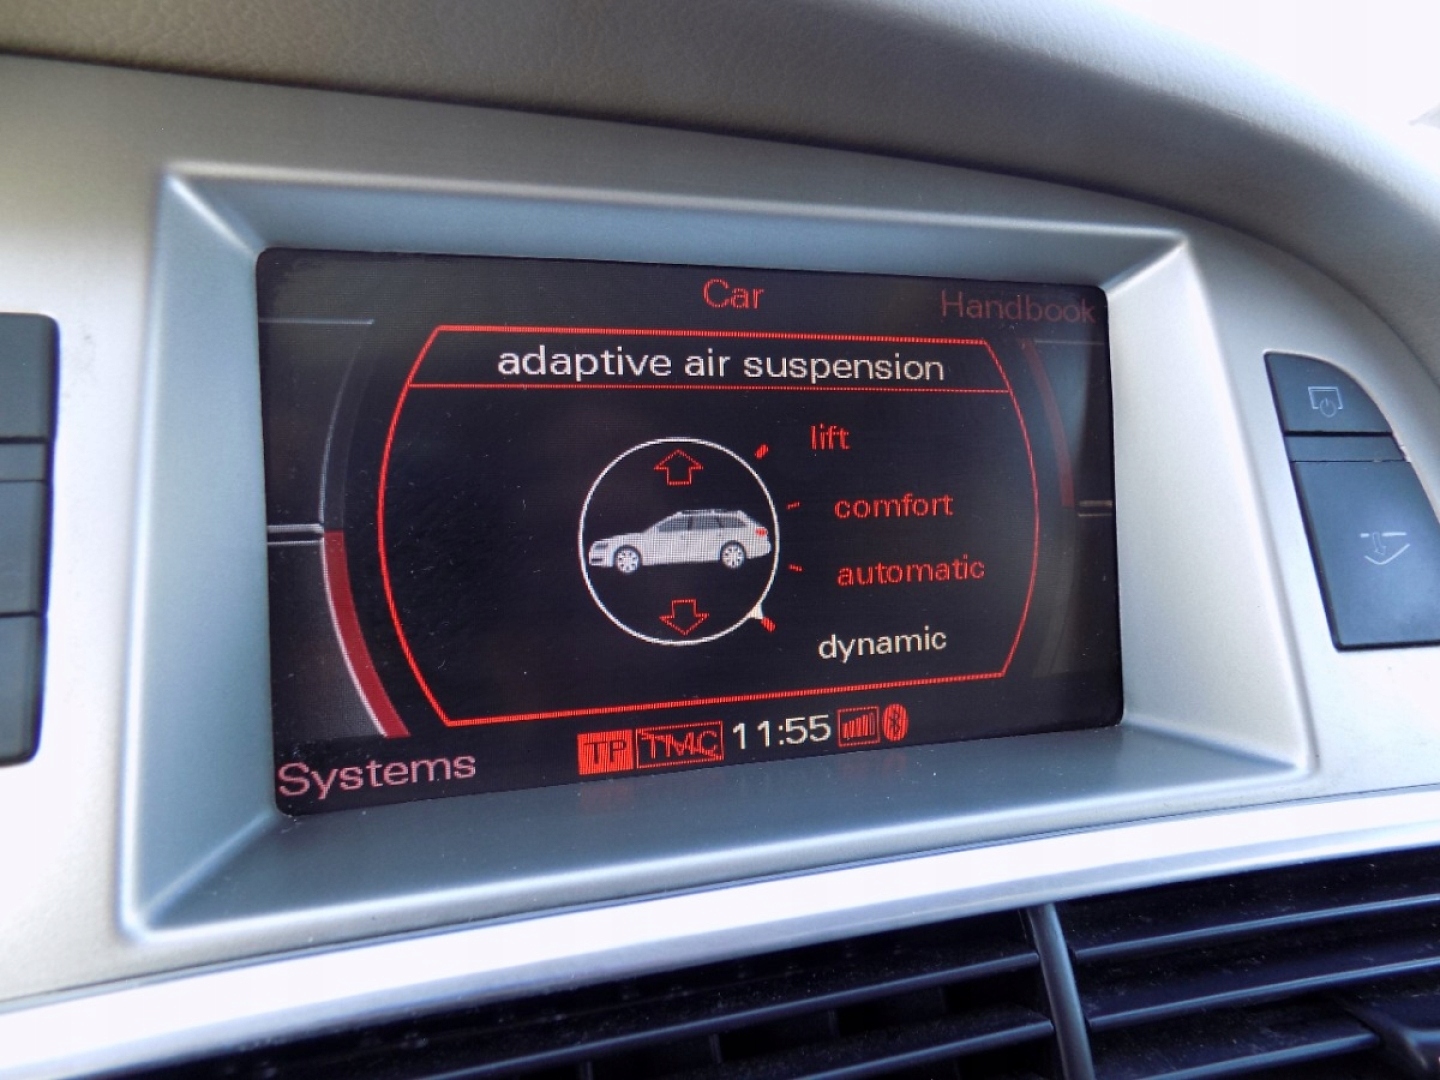 Car
Handbook
adaptive air suspension
lift
comfort
automatic
dynamic
Systems
TP TMC 11:55